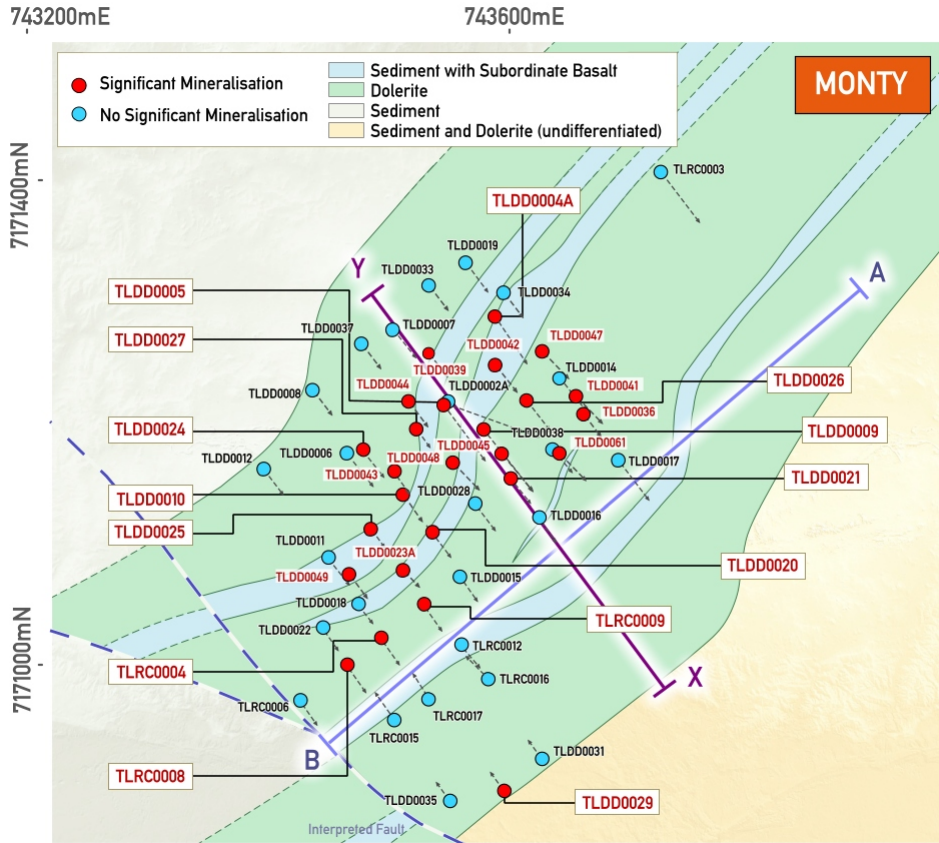 743200mE
743600mE
7171400mN
7171000mN
MONTY
Significant Mineralisation
No Significant Mineralisation
Sediment with Subordinate Basalt
Dolerite
Sediment
Sediment and Dolerite (undifferentiated)
TLRC0003
TLDD0004A
TLDD0019
Y
TLDD0033
A
TLDD0005
TLDD0034
TLDD0037
TLDD0007
TLDD0027
TLDD0042
TLDD0047
TLDD0039
TLDD0014
TLDD0044
TLDD0002A
TLDD0041
TLDD0026
TLDD0008
TLDD0036
TLDD0024
TLDD0038
TLDD0009
TLDD0006
TLDD0045
TLDD0061
TLDD0012
TLDD0048
TLDD0017
TLDD0043
TLDD0021
TLDD0010
TLDD0028
TLDD0016
TLDD0025
TLDD0011
TLDD0023A
TLDD0020
TLDD0049
TLDD0015
TLDD0018
TLRC0009
TLDD0022
TLRC0012
TLRC0004
TLRC0016
X
TLRC0006
TLRC0017
TLRC0015
B
TLDD0031
TLRC0008
TLDD0035
TLDD0029
Interpreted Fault